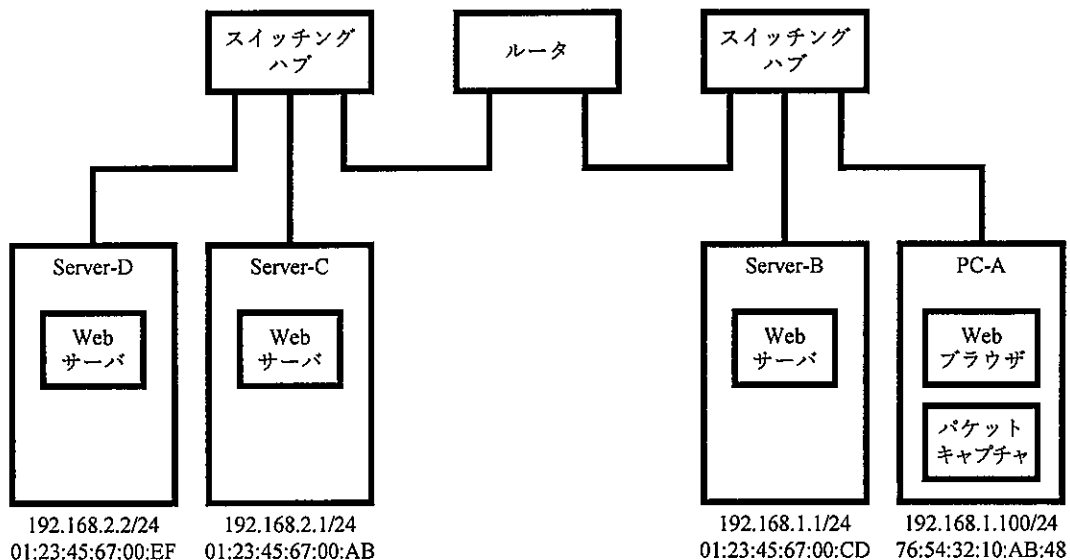 スイッチング
ハブ
ルータ
スイッチング
ハブ
Server-D
Web
サーバ
192.168.2.2/24
01:23:45:67:00:EF
Server-C
Web
サーバ
192.168.2.1/24
01:23:45:67:00:AB
Server-B
Web
サーバ
192.168.1.1/24
01:23:45:67:00:CD
PC-A
Web
ブラウザ
パケット
キャプチャ
192.168.1.100/24
76:54:32:10:AB:48